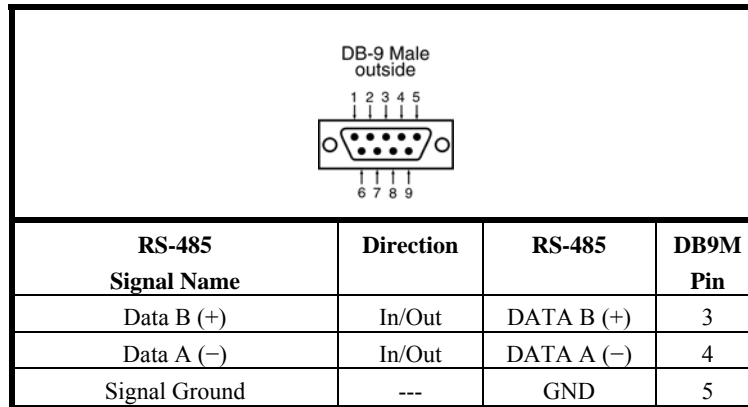 DB-9 Male
outside
1 2 3 4 5
6 7 8 9
RS-485 Signal Name Direction RS-485 DB9M Pin
Data B (+) In/Out DATA B (+) 3
Data A (−) In/Out DATA A (−) 4
Signal Ground --- GND 5